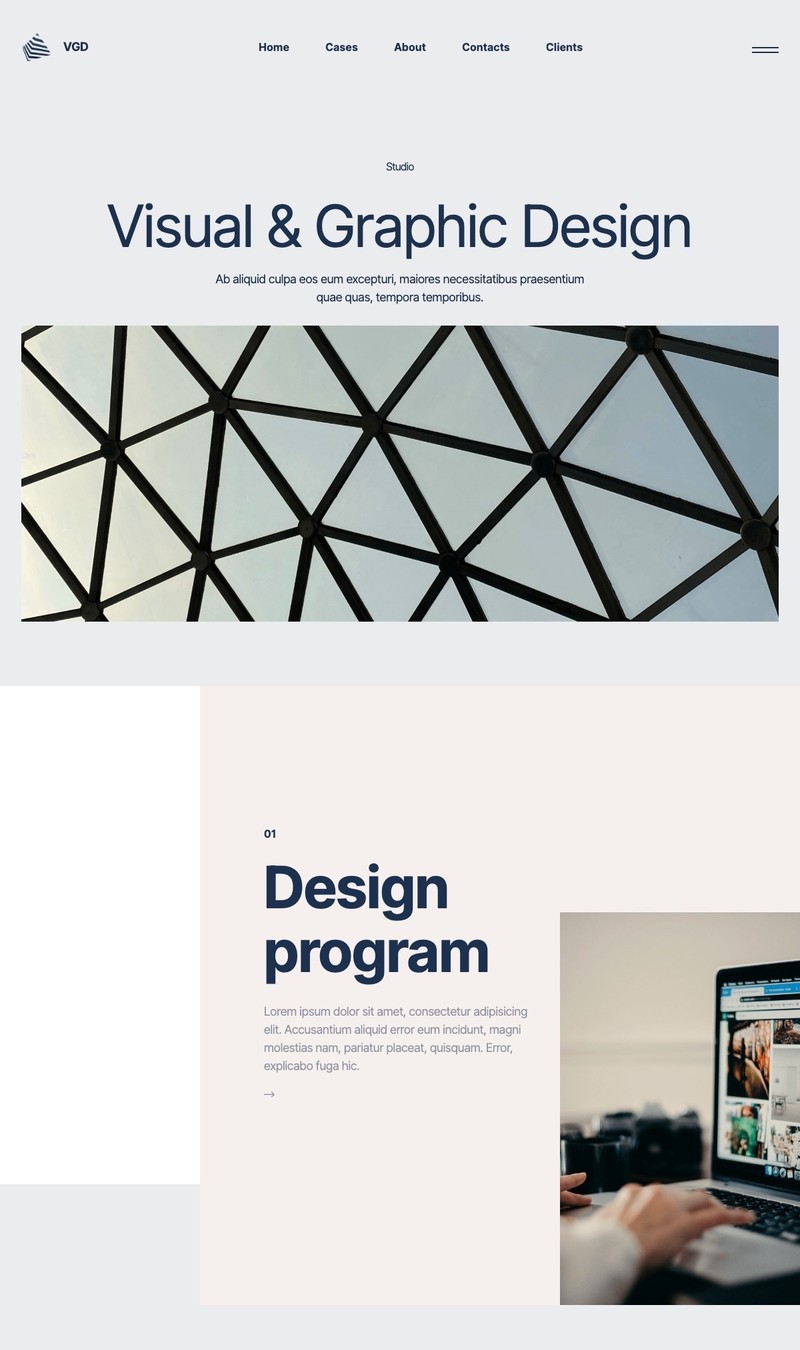 VGD
Home
Cases
About
Contacts
Clients
Studio
Visual & Graphic Design
Ab aliquid culpa eos eum excepturi, maiores necessitatibus praesentium
quae quas, tempora temporibus.
01
Design
program
Lorem ipsum dolor sit amet, consectetur adipisicing
elit. Accusantium aliquid error eum incidunt, magni
molestias nam, pariatur placeat, quisquam. Error,
explicabo fuga hic.
→